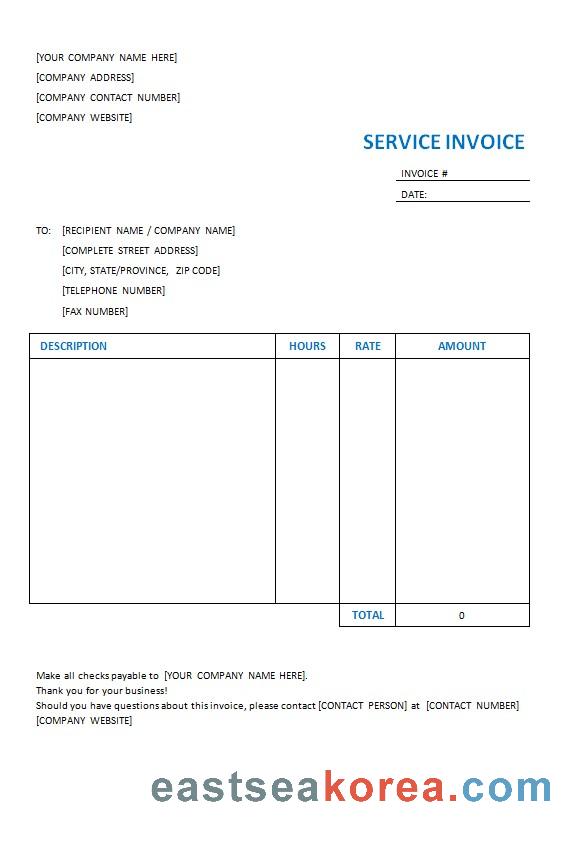 [YOUR COMPANY NAME HERE]
[COMPANY ADDRESS]
[COMPANY CONTACT NUMBER]
[COMPANY WEBSITE]
SERVICE INVOICE
INVOICE #
DATE:
TO: [RECIPIENT NAME / COMPANY NAME]
[COMPLETE STREET ADDRESS]
[CITY, STATE/PROVINCE, ZIP CODE]
[TELEPHONE NUMBER]
[FAX NUMBER]
DESCRIPTION HOURS RATE AMOUNT
TOTAL 0
Make all checks payable to [YOUR COMPANY NAME HERE].
Thank you for your business!
Should you have questions about this invoice, please contact [CONTACT PERSON] at [CONTACT NUMBER]
[COMPANY WEBSITE]
eastseakorea.com